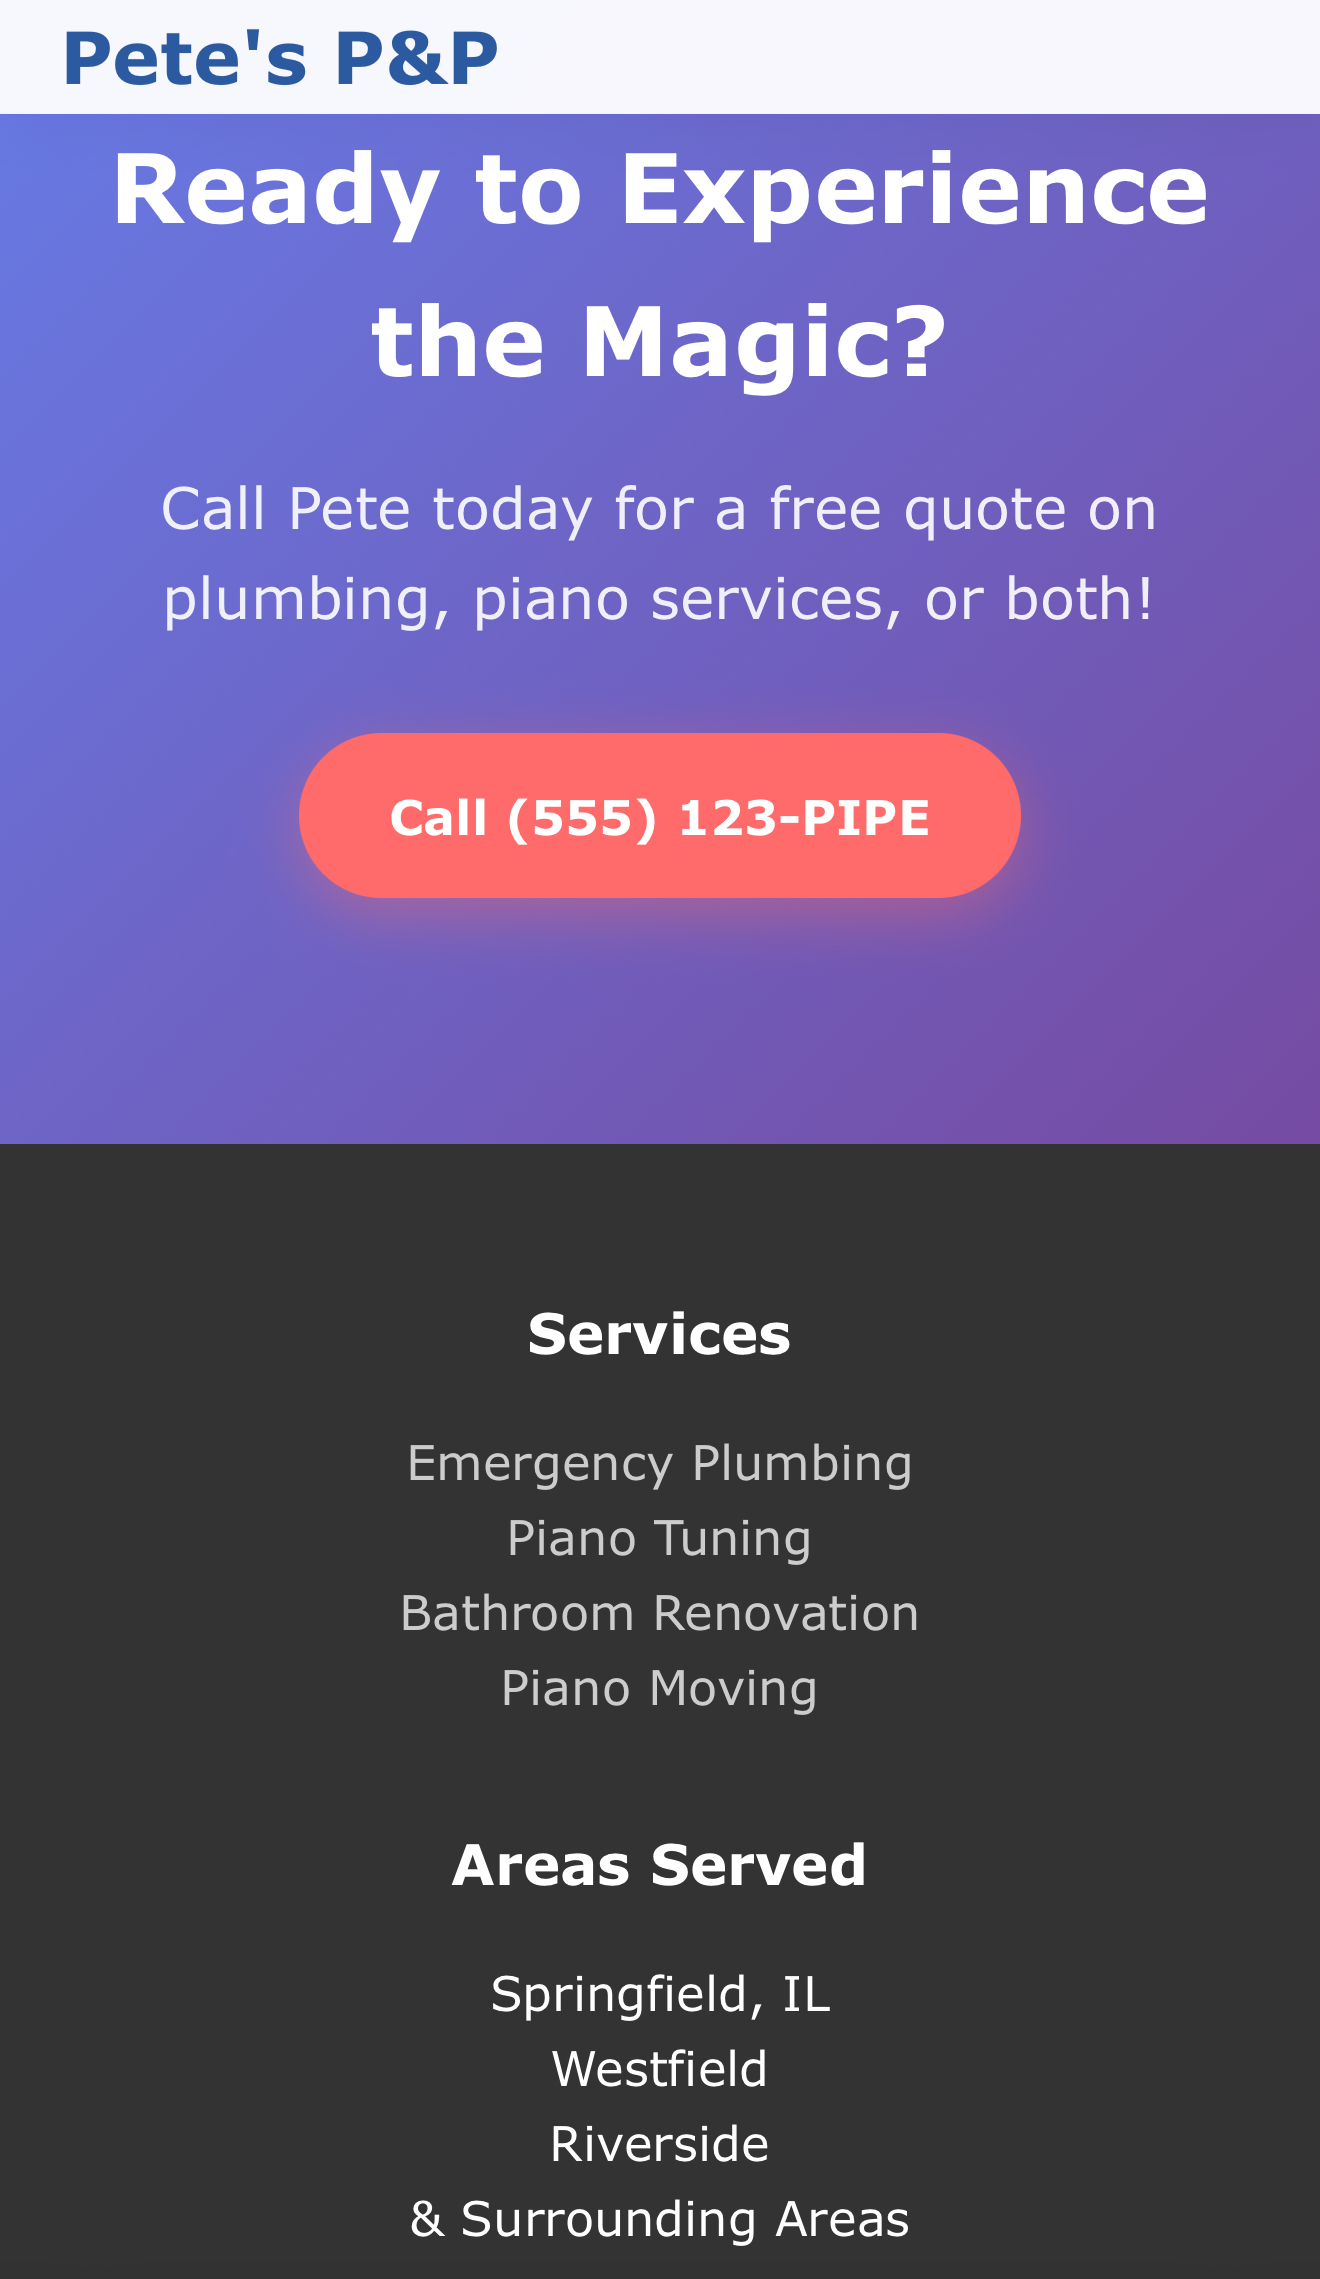 Pete's P&P
Ready to Experience
the Magic?
Call Pete today for a free quote on
plumbing, piano services, or both!
Call (555) 123-PIPE
Services
Emergency Plumbing
Piano Tuning
Bathroom Renovation
Piano Moving
Areas Served
Springfield, IL
Westfield
Riverside
& Surrounding Areas